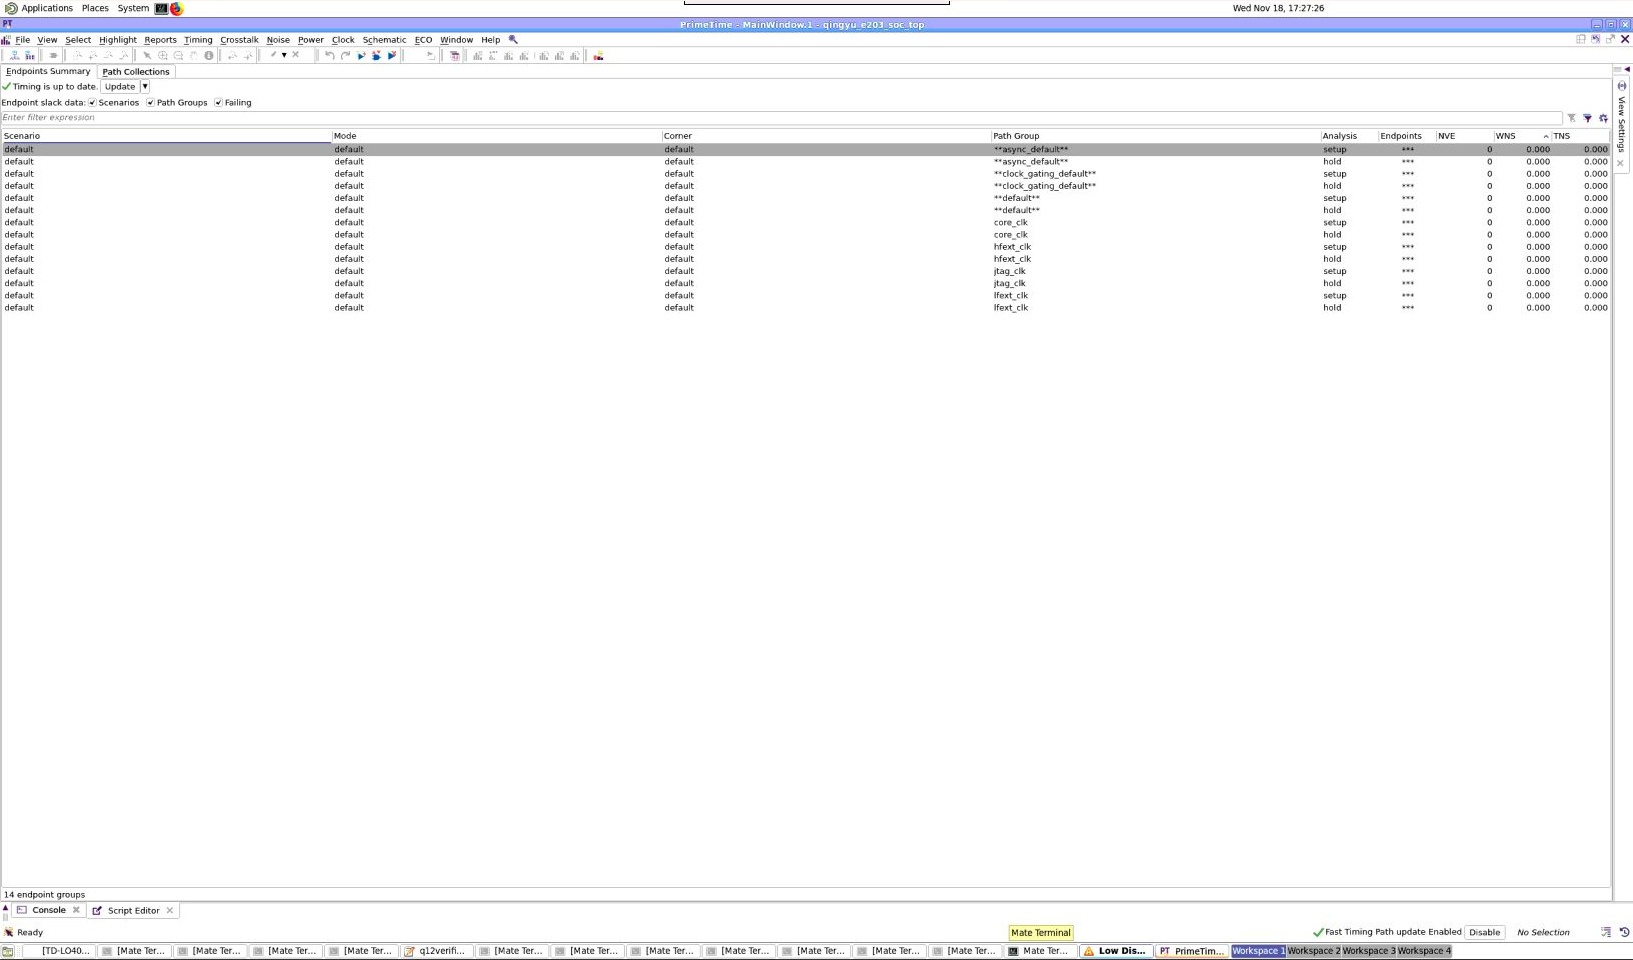 Applications Places System Wed Nov 18, 17:27:26
PT PrimeTime - MainWindow.1 - qingyu_e203_soc_top
File View Select Highlight Reports Timing Crosstalk Noise Power Clock Schematic ECO Window Help
Endpoints Summary Path Collections
Timing is up to date. Update
Endpoint slack data: Scenarios Path Groups Failing
Enter filter expression
View Settings
Scenario Mode Corner Path Group Analysis Endpoints NVE WNS TNS
default default default **async_default** setup *** 0 0.000 0.000
default default default **async_default** hold *** 0 0.000 0.000
default default default **clock_gating_default** setup *** 0 0.000 0.000
default default default **clock_gating_default** hold *** 0 0.000 0.000
default default default **default** setup *** 0 0.000 0.000
default default default **default** hold *** 0 0.000 0.000
default default default core_clk setup *** 0 0.000 0.000
default default default core_clk hold *** 0 0.000 0.000
default default default hfext_clk setup *** 0 0.000 0.000
default default default hfext_clk hold *** 0 0.000 0.000
default default default jtag_clk setup *** 0 0.000 0.000
default default default jtag_clk hold *** 0 0.000 0.000
default default default lfext_clk setup *** 0 0.000 0.000
default default default lfext_clk hold *** 0 0.000 0.000
14 endpoint groups
Console Script Editor
Ready Mate Terminal Fast Timing Path update Enabled Disable No Selection
[TD-LO40... [Mate Ter... [Mate Ter... [Mate Ter... [Mate Ter... q12verifi... [Mate Ter... [Mate Ter... [Mate Ter... [Mate Ter... [Mate Ter... [Mate Ter... [Mate Ter... Mate Ter... Low Dis... PT PrimeTim... Workspace 1 Workspace 2 Workspace 3 Workspace 4